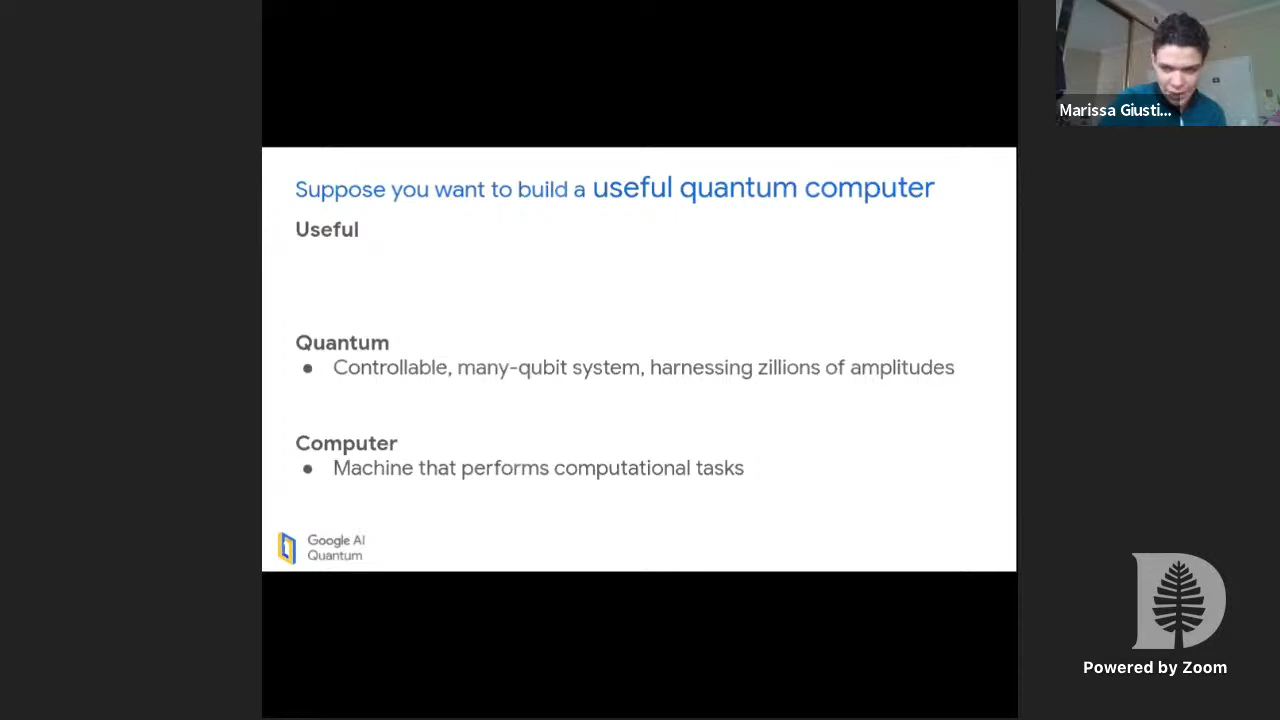 Marissa Giusti...
Suppose you want to build a useful quantum computer
Useful
Quantum
● Controllable, many-qubit system, harnessing zillions of amplitudes
Computer
● Machine that performs computational tasks
Google AI
Quantum
D
Powered by Zoom